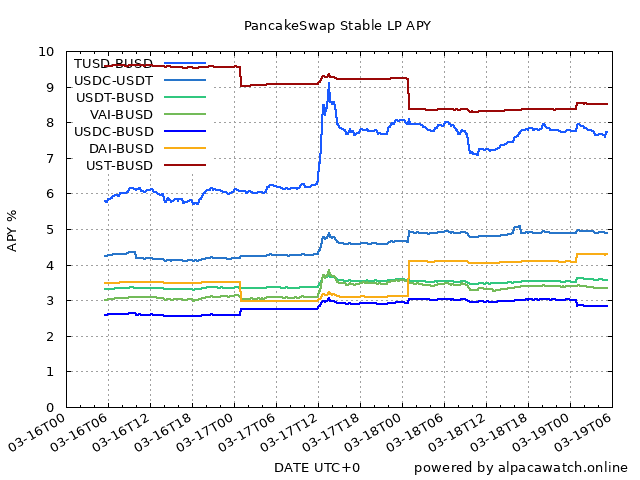 PancakeSwap Stable LP APY
10
9
8
7
6
5
4
3
2
1
0
APY %
TUSD-BUSD
USDC-USDT
USDT-BUSD
VAI-BUSD
USDC-BUSD
DAI-BUSD
UST-BUSD
03-16T00
03-16T06
03-16T12
03-16T18
03-17T00
03-17T06
03-17T12
03-17T18
03-18T00
03-18T06
03-18T12
03-18T18
03-19T00
03-19T06
DATE UTC+0
powered by alpacawatch.online